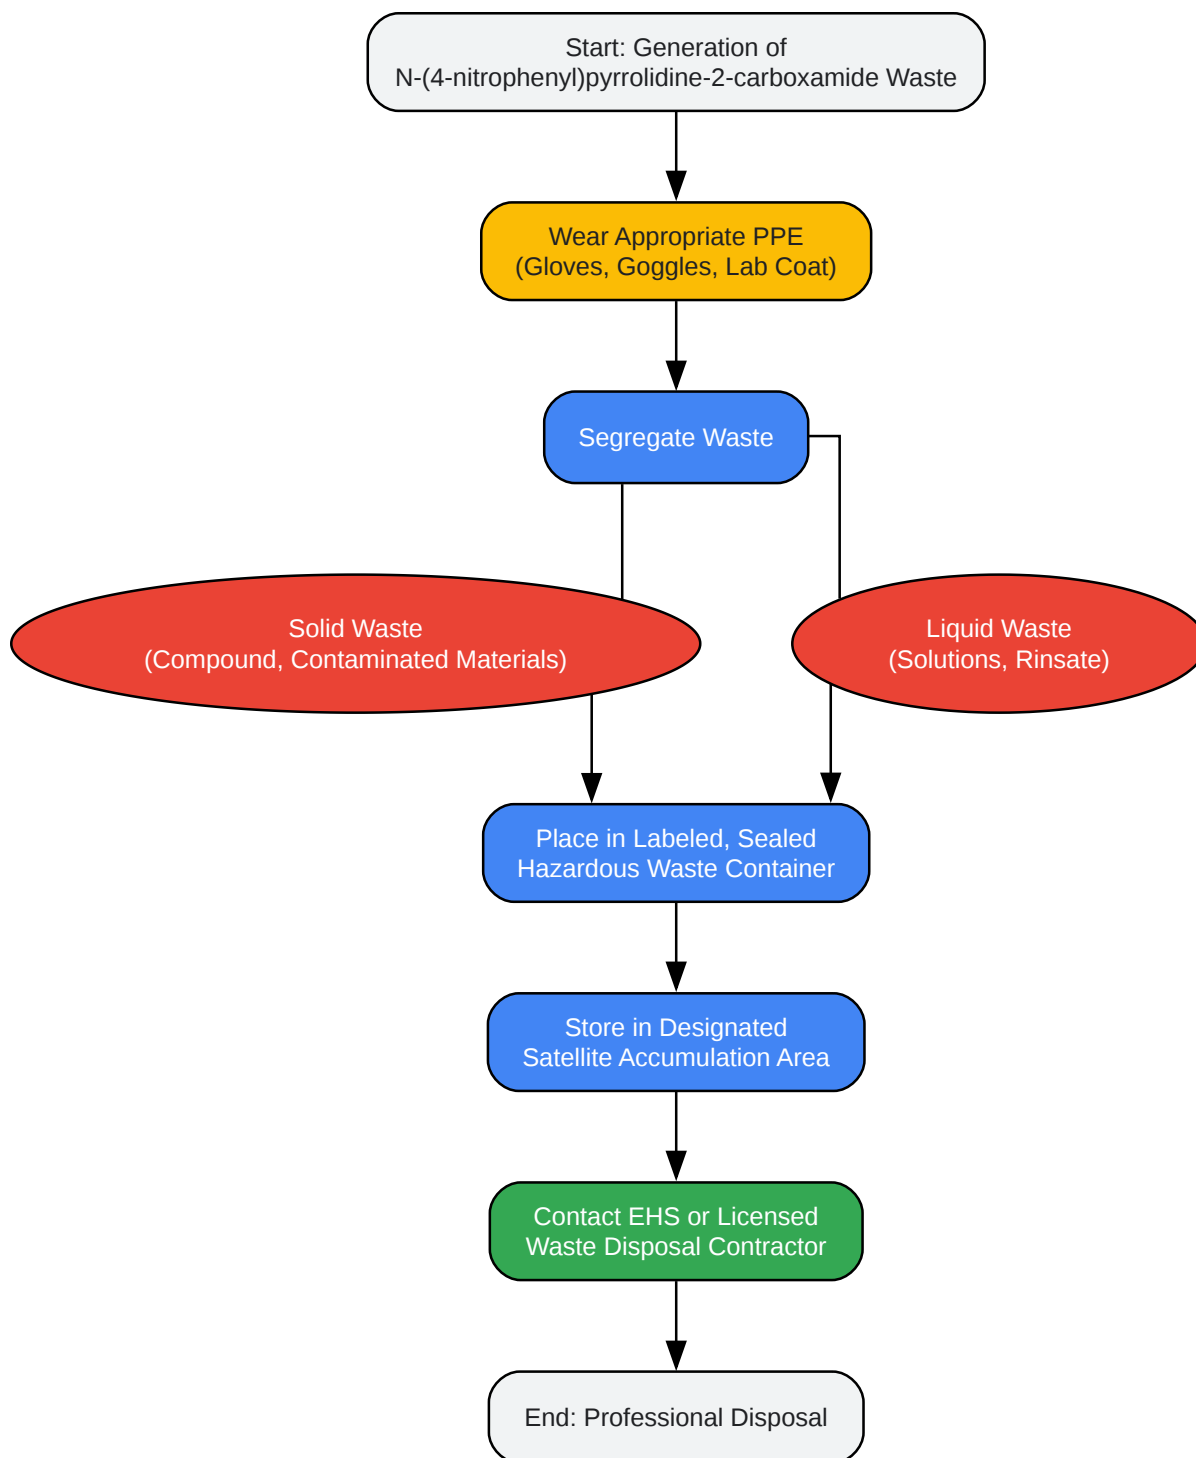 Start: Generation of
N-(4-nitrophenyl)pyrrolidine-2-carboxamide Waste
Wear Appropriate PPE
(Gloves, Goggles, Lab Coat)
Segregate Waste
Solid Waste
(Compound, Contaminated Materials)
Liquid Waste
(Solutions, Rinsate)
Place in Labeled, Sealed
Hazardous Waste Container
Store in Designated
Satellite Accumulation Area
Contact EHS or Licensed
Waste Disposal Contractor
End: Professional Disposal